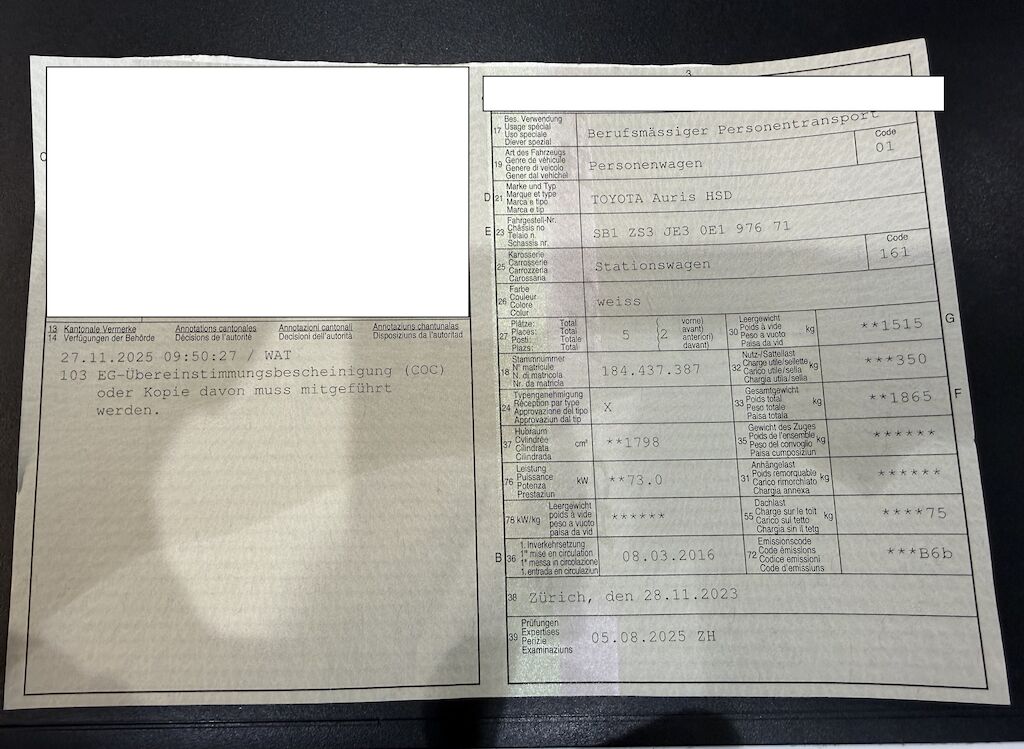 3
C
13 Kantonale Vermerke Annotations cantonales Annotazioni cantonali Annotaziuns chantunalas
14 Verfügungen der Behörde Décisions de l'autorité Decisioni dell'autorità Disposiziuns da l'autoritad
27.11.2025 09:50:27 / WAT
103 EG-Übereinstimmungsbescheinigung (COC)
oder Kopie davon muss mitgeführt
werden.
17 Bes. Verwendung
Usage spécial
Uso speciale
Diever spezial
Berufsmässiger Personentransport
19 Art des Fahrzeugs
Genre de véhicule
Genere di veicolo
Gener dal vehichel
Personenwagen
Code
01
D 21 Marke und Typ
Marque et type
Marca e tipo
Marca e tip
TOYOTA Auris HSD
E 23 Fahrgestell-Nr.
Châssis no
Telaio n.
Schassis nr.
SB1 ZS3 JE3 0E1 976 71
25 Karosserie
Carrosserie
Carrozzeria
Carossaria
Stationswagen
Code
161
26 Farbe
Couleur
Colore
Colur
weiss
27 Plätze: Total
Places: Total
Posti: Totale
Plazs: Total
5 (2 vorne)
avant)
anteriori)
davant)
G
30 Leergewicht
Poids à vide
Peso a vuoto
Paisa da vid
kg
**1515
18 Stammnummer
N° matricule
N. di matricola
Nr. da matricla
184.437.387
32 Nutz-/Sattellast
Charge utile/sellette
Carico utile/sella
Chargia utila/sella
kg
***350
24 Typengenehmigung
Réception par type
Approvazione del tipo
Approvaziun dal tip
X
F
33 Gesamtgewicht
Poids total
Peso totale
Paisa totala
kg
**1865
37 Hubraum
Cylindrée
Cilindrata
Cilindrada
cm³
**1798
35 Gewicht des Zuges
Poids de l'ensemble
Peso del convoglio
Paisa cumposiziun
kg
******
76 Leistung
Puissance
Potenza
Prestaziun
kW
**73.0
31 Anhängelast
Poids remorquable
Carico rimorchiato
Chargia annexa
kg
******
78 kW/kg
Leergewicht
poids à vide
peso a vuoto
paisa da vid
******
55 Dachlast
Charge sur le toit
Carico sul tetto
Chargia sin il tetg
kg
****75
B 36 1. Inverkehrsetzung
1re mise en circulation
1a messa in circolazione
1. entrada en circulaziun
08.03.2016
72 Emissionscode
Code émissions
Codice emissioni
Code d'emissiuns
***B6b
38 Zürich, den 28.11.2023
39 Prüfungen
Expertises
Perizie
Examinaziuns
05.08.2025 ZH